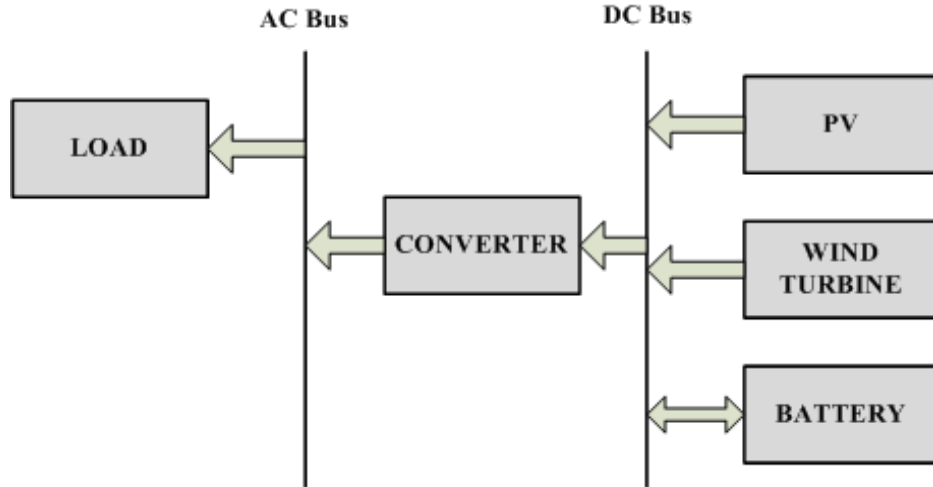 AC Bus
DC Bus
LOAD
PV
CONVERTER
WIND
TURBINE
BATTERY